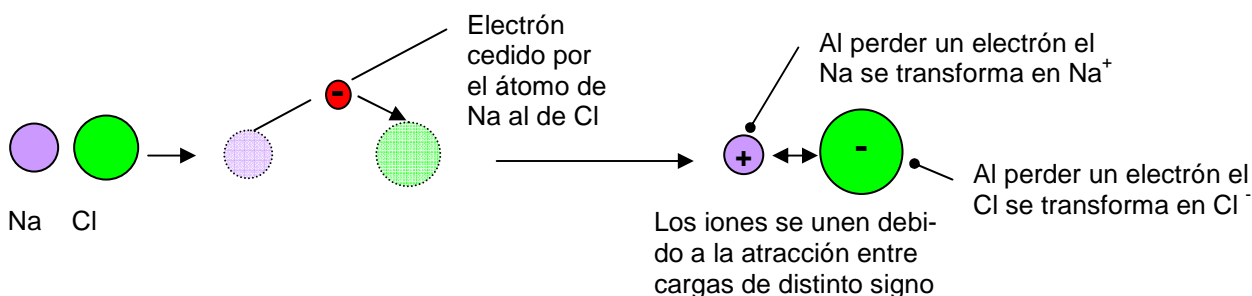 Electrón
cedido por
el átomo de
Na al de Cl
Al perder un electrón el
Na se transforma en Na⁺
-
+
-
Al perder un electrón el
Cl se transforma en Cl ⁻
Na Cl
Los iones se unen debi-
do a la atracción entre
cargas de distinto signo